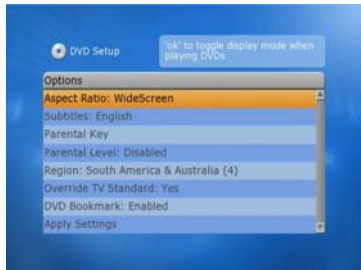 DVD Setup
'ok' to toggle display mode when
playing DVDs
Options
Aspect Ratio: WideScreen
Subtitles: English
Parental Key
Parental Level: Disabled
Region: South America & Australia (4)
Override TV Standard: Yes
DVD Bookmark: Enabled
Apply Settings